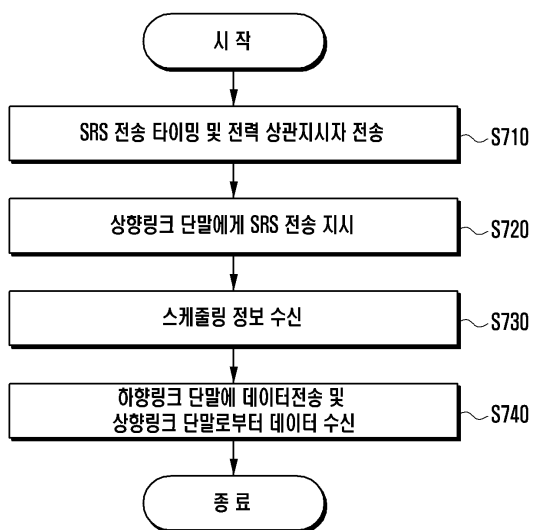 시작
SRS 전송 타이밍 및 전력 상관지시자 전송
S710
상향링크 단말에게 SRS 전송 지시
S720
스케줄링 정보 수신
S730
하향링크 단말에 데이터전송 및
상향링크 단말로부터 데이터 수신
S740
종료